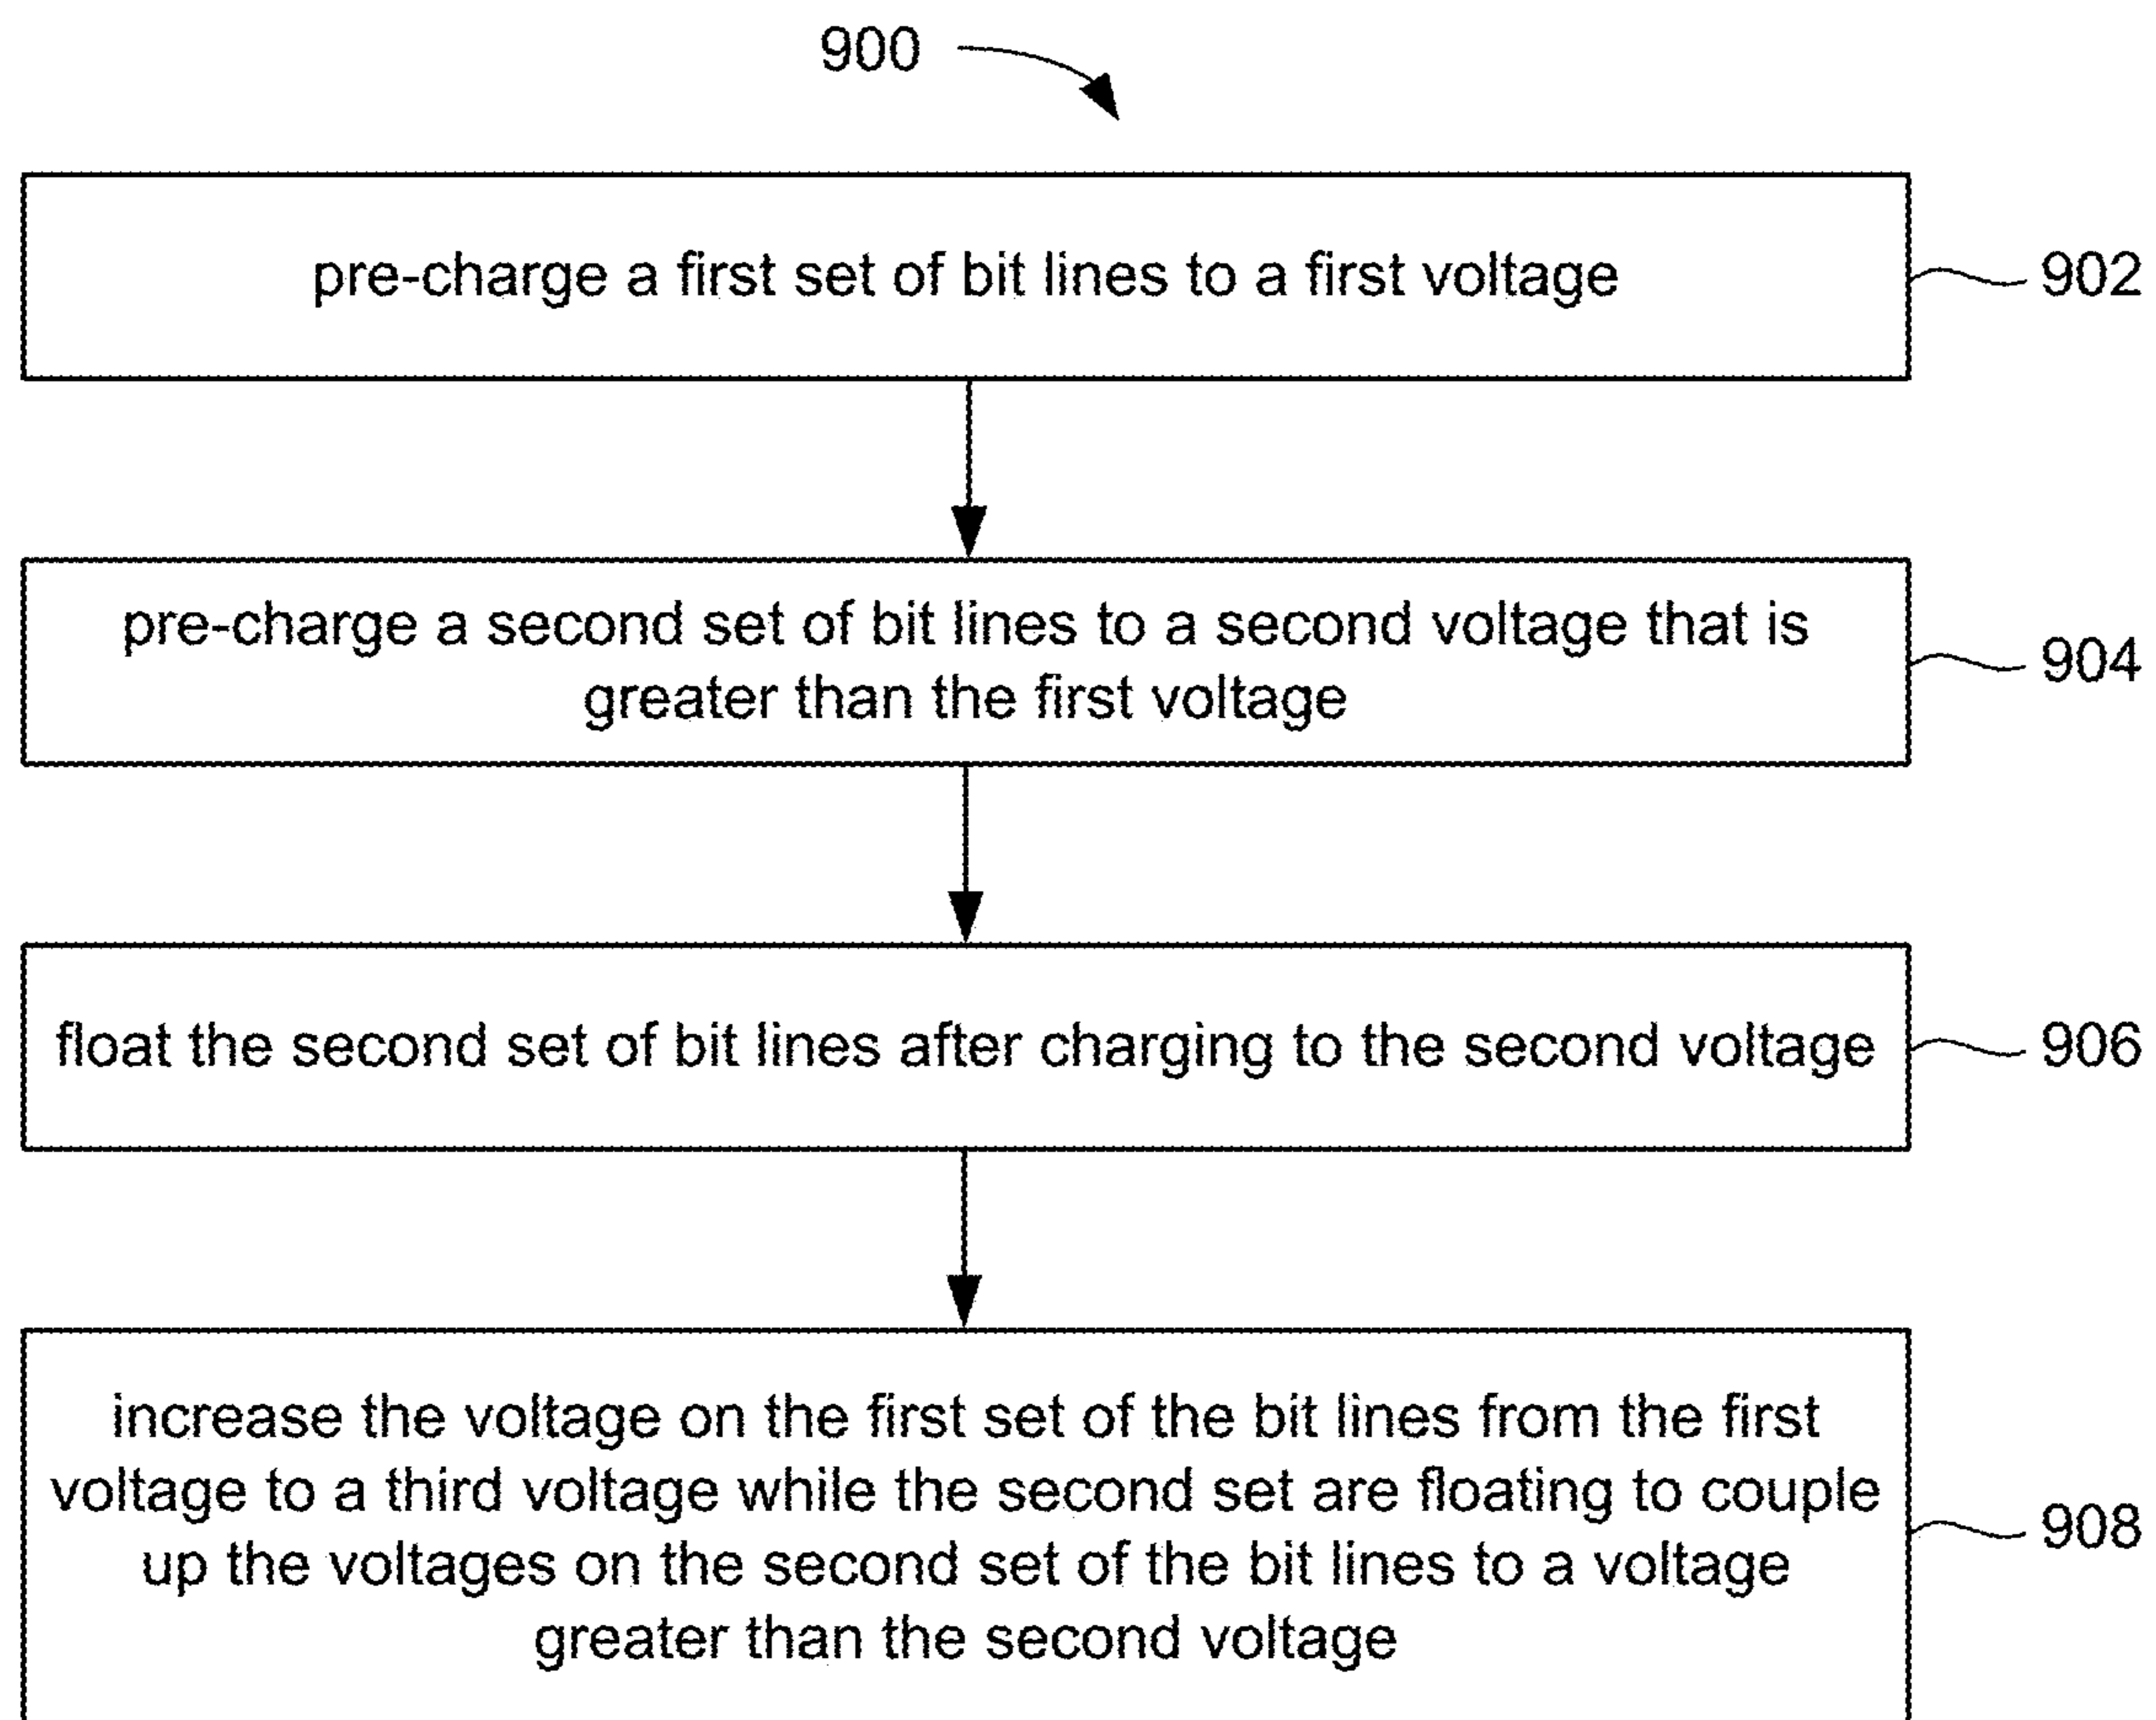 900
pre-charge a first set of bit lines to a first voltage
902
pre-charge a second set of bit lines to a second voltage that is
greater than the first voltage
904
float the second set of bit lines after charging to the second voltage
906
increase the voltage on the first set of the bit lines from the first
voltage to a third voltage while the second set are floating to couple
up the voltages on the second set of the bit lines to a voltage
greater than the second voltage
908